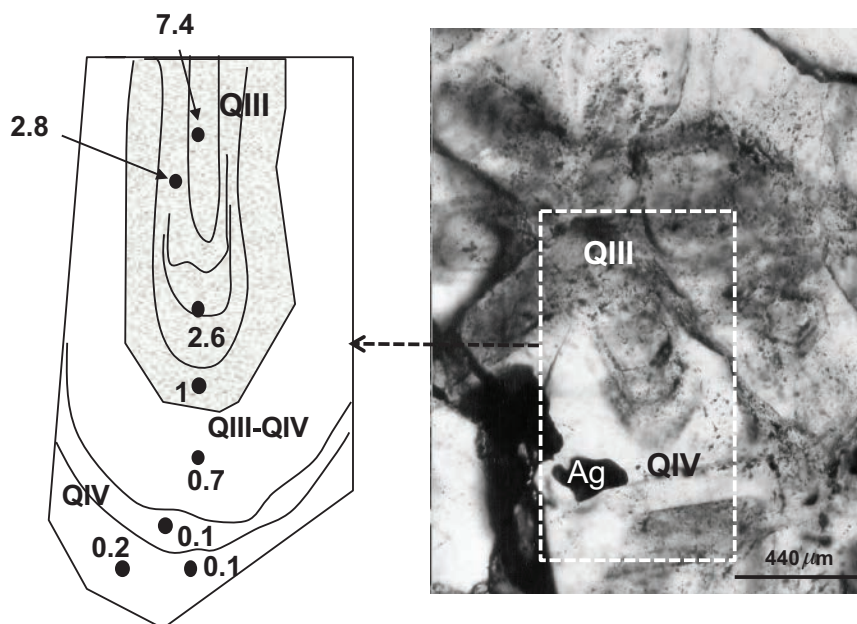 7.4
QIII
2.8
2.6
1
QIII-QIV
0.7
QIV
0.1
0.2
0.1
QIII
Ag
QIV
440 μm